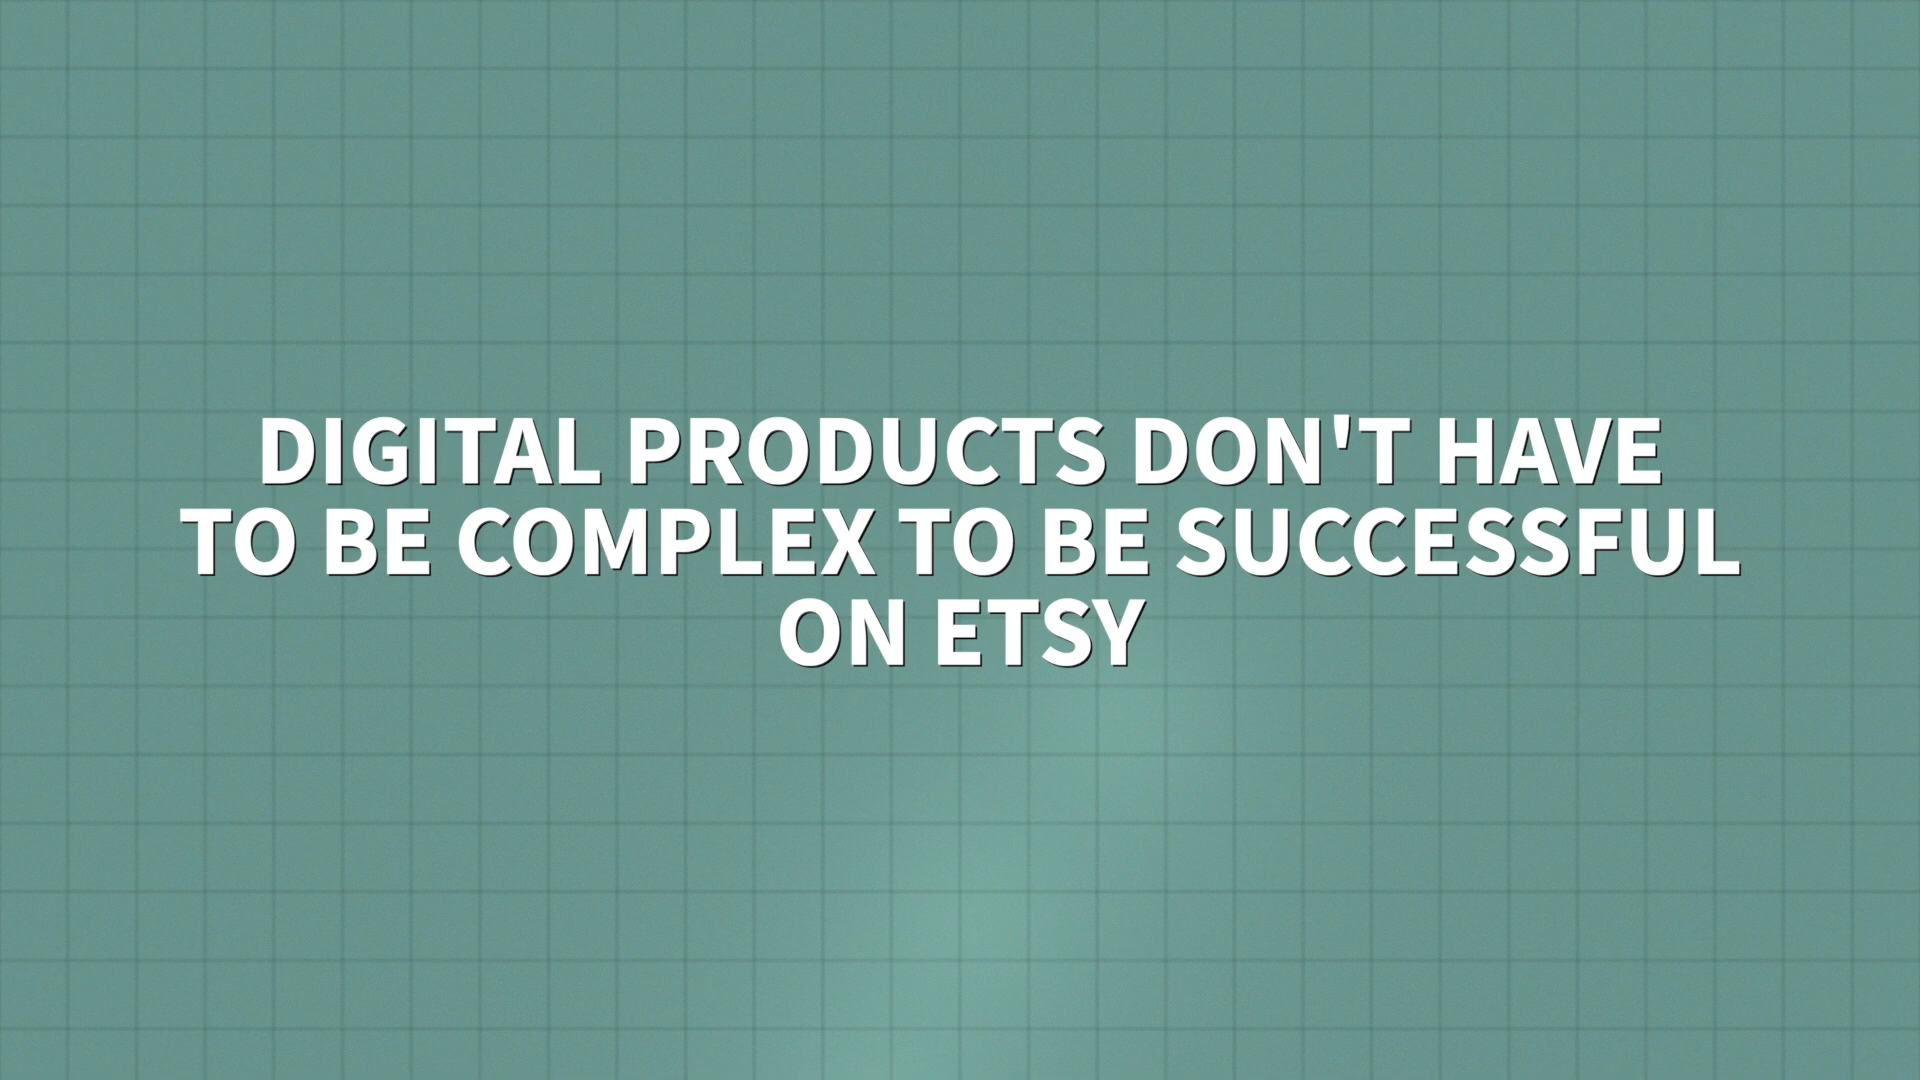 DIGITAL PRODUCTS DON'T HAVE
TO BE COMPLEX TO BE SUCCESSFUL
ON ETSY